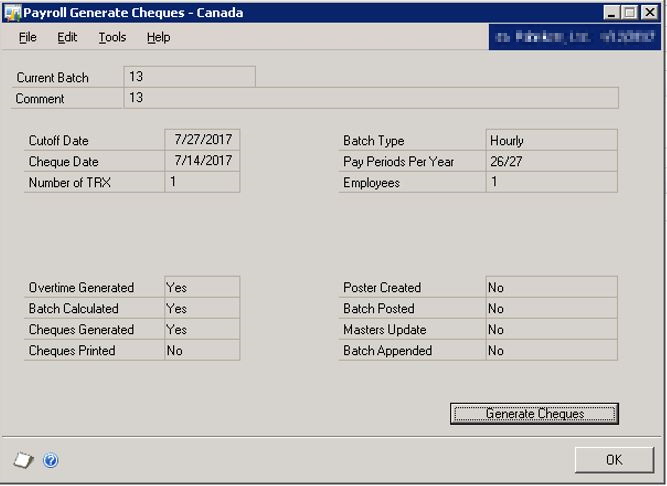 Payroll Generate Cheques - Canada
File Edit Tools Help
Current Batch 13
Comment 13
Cutoff Date 7/27/2017 Batch Type Hourly
Cheque Date 7/14/2017 Pay Periods Per Year 26/27
Number of TRX 1 Employees 1
Overtime Generated Yes Poster Created No
Batch Calculated Yes Batch Posted No
Cheques Generated Yes Masters Update No
Cheques Printed No Batch Appended No
Generate Cheques
OK